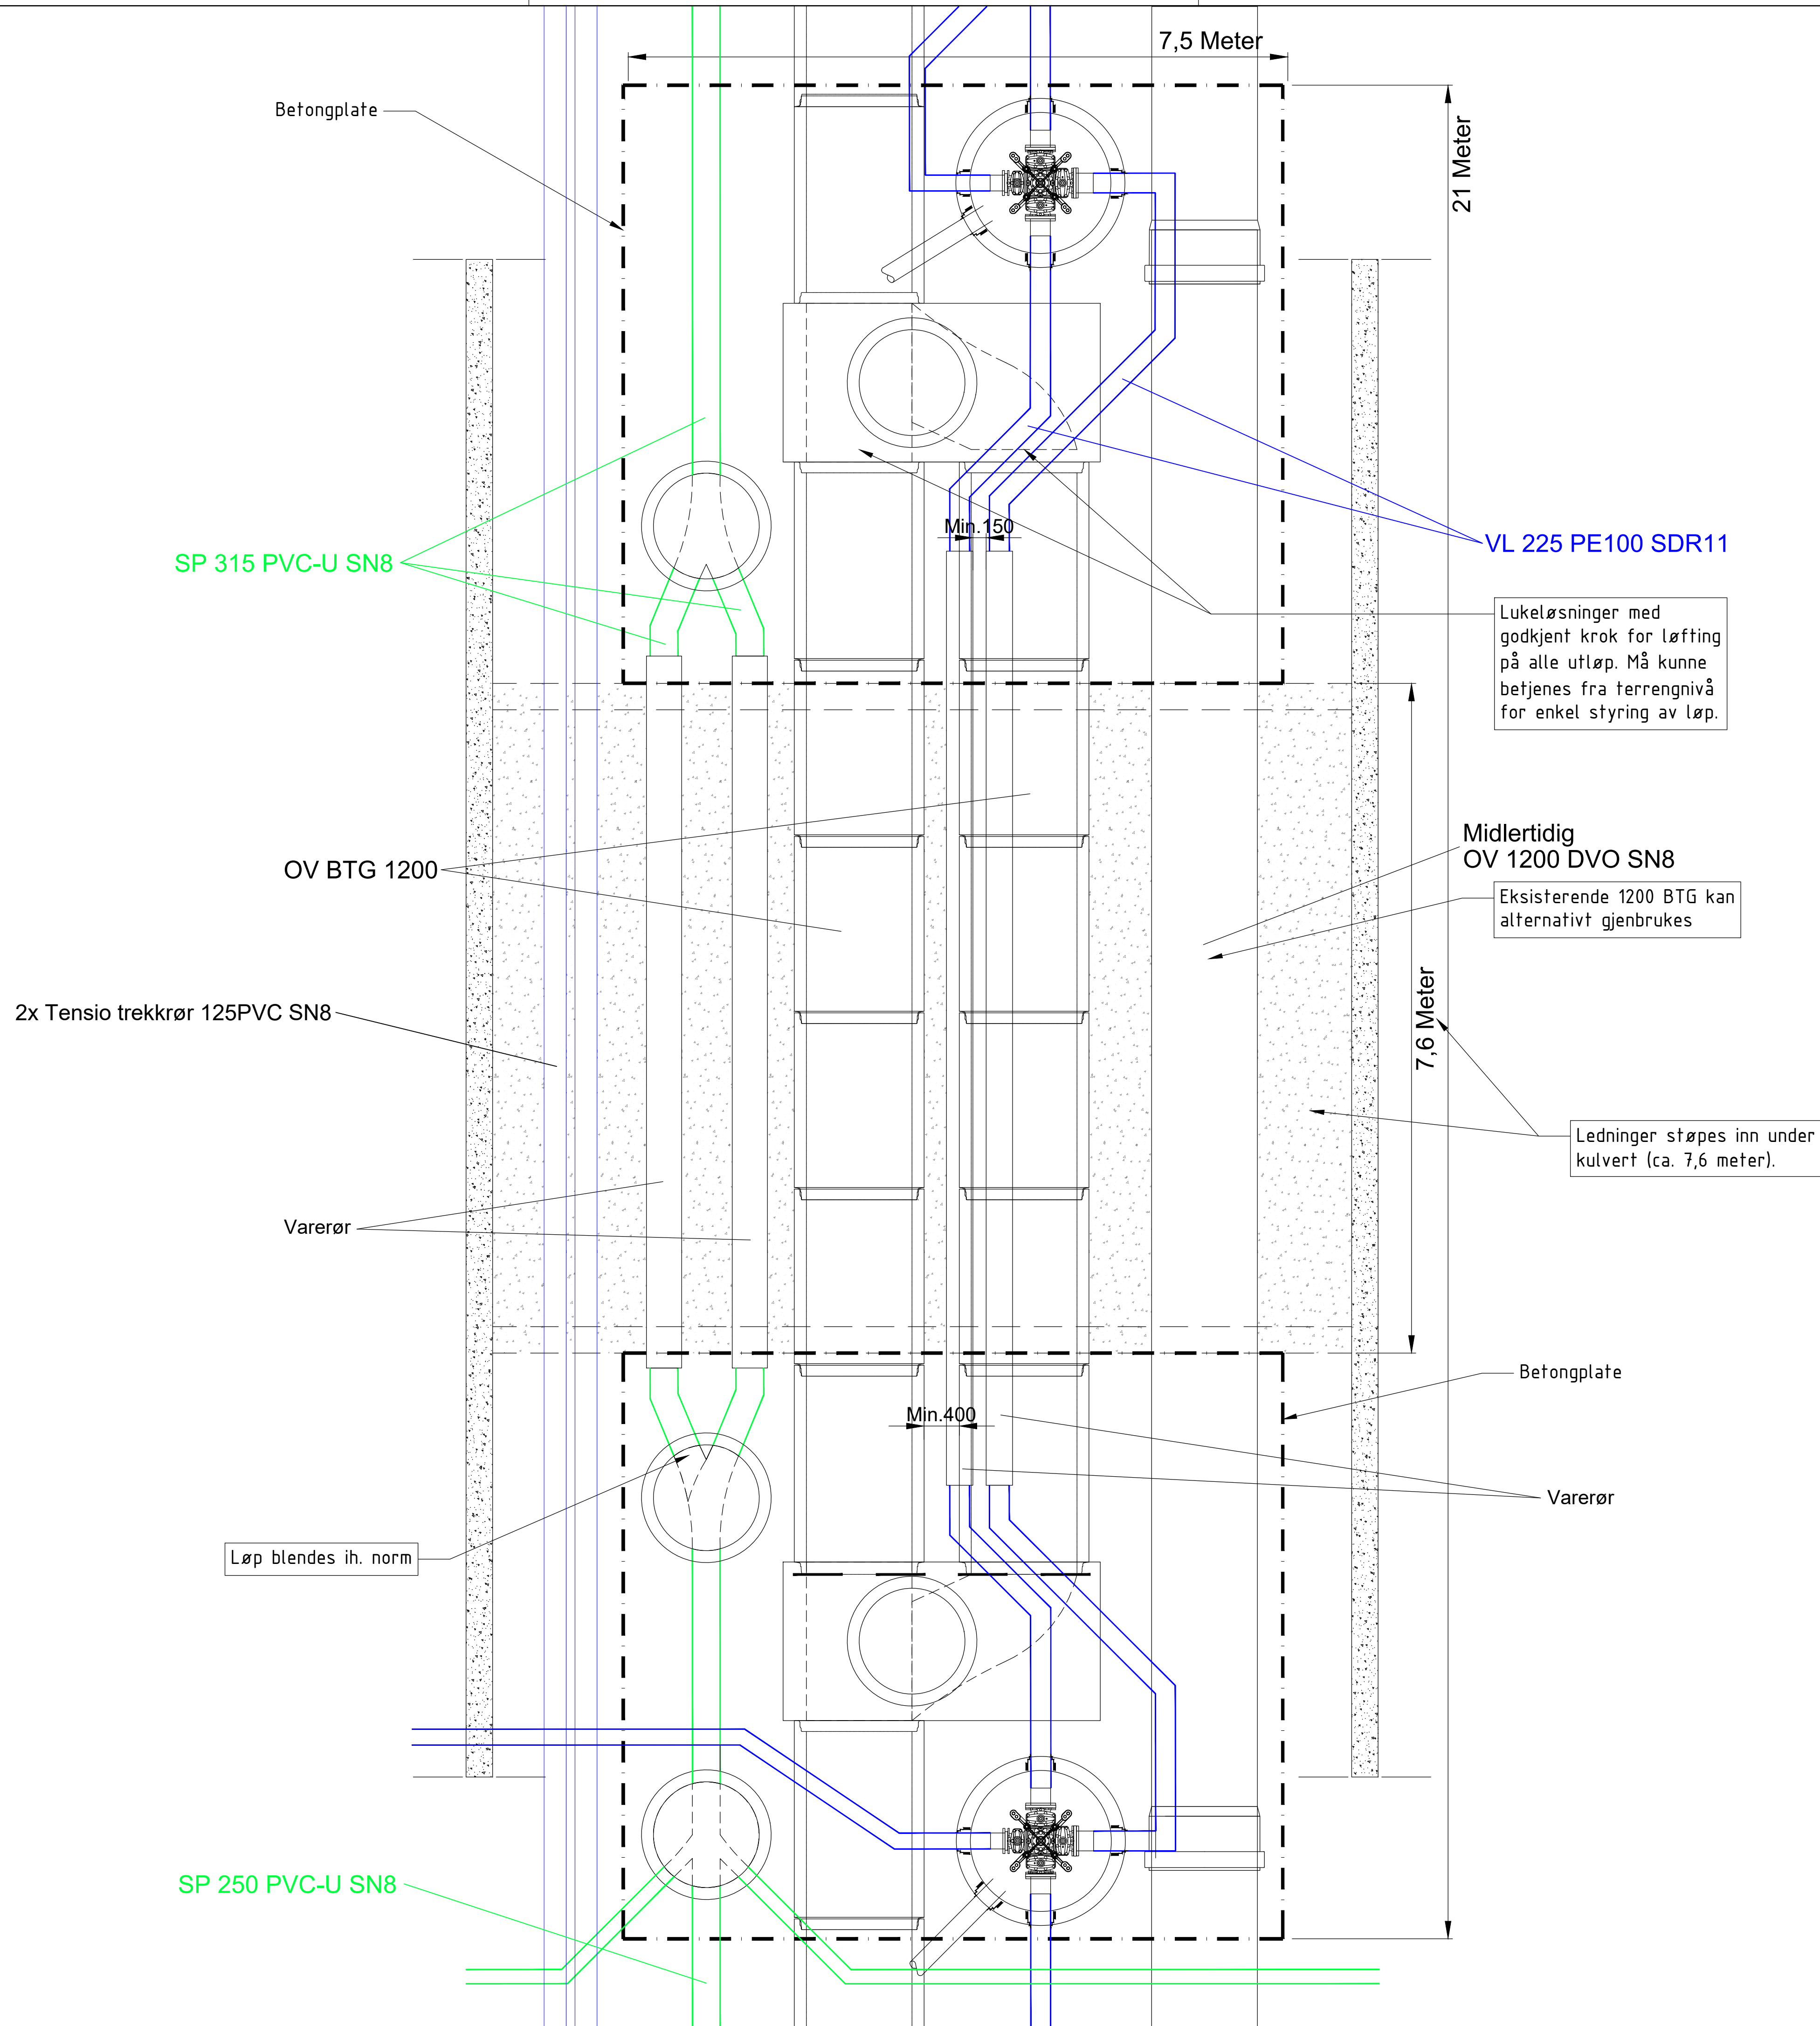 7,5 Meter
Betongplate
21 Meter
Min.150
SP 315 PVC-U SN8
VL 225 PE100 SDR11
Lukeløsninger med
godkjent krok for løfting
på alle utløp. Må kunne
betjenes fra terrengnivå
for enkel styring av løp.
Midlertidig
OV 1200 DVO SN8
OV BTG 1200
Eksisterende 1200 BTG kan
alternativt gjenbrukes
2x Tensio trekkrør 125PVC SN8
7,6 Meter
Ledninger støpes inn under
kulvert (ca. 7,6 meter).
Varerør
Betongplate
Min.400
Varerør
Løp blendes ih. norm
SP 250 PVC-U SN8